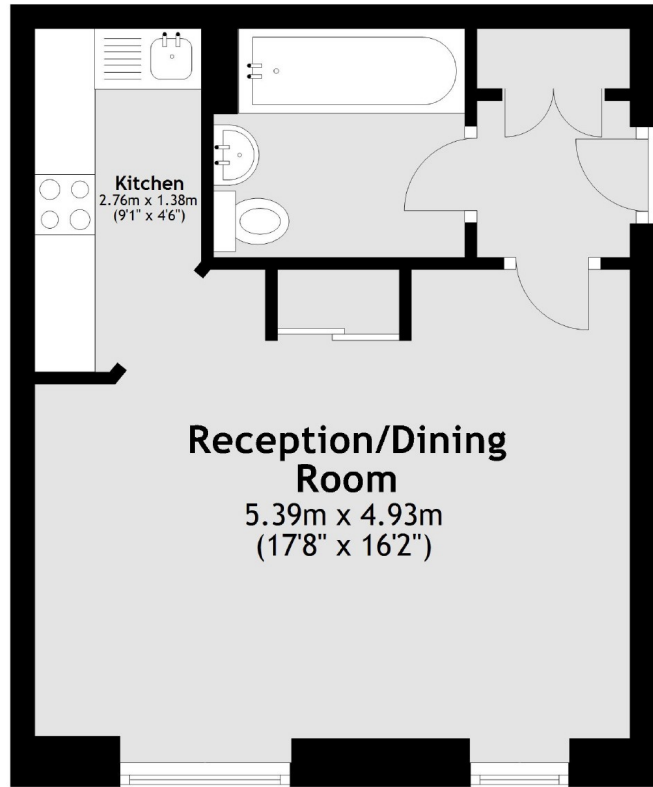 Kitchen
2.76m x 1.38m
(9'1" x 4'6")
Reception/Dining
Room
5.39m x 4.93m
(17'8" x 16'2")